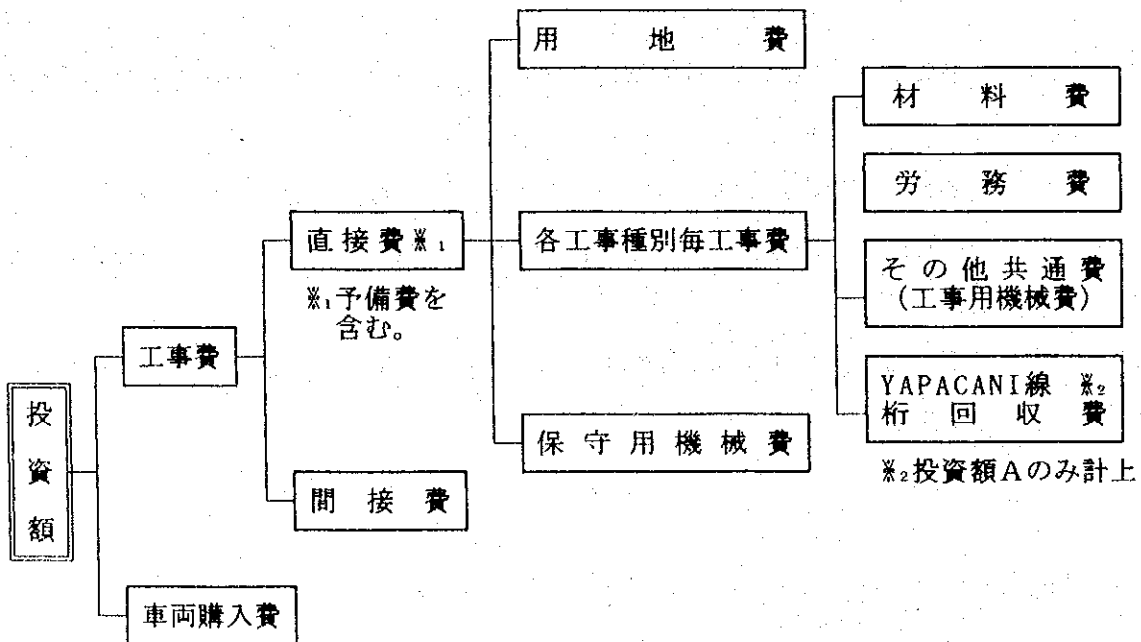 投資額
工事費
車両購入費
直接費※1
※1予備費を
含む。
間接費
用地費
各工事種別毎工事費
保守用機械費
材料費
労務費
その他共通費
(工事用機械費)
YAPACANI線 ※2
桁回収費
※2投資額Aのみ計上